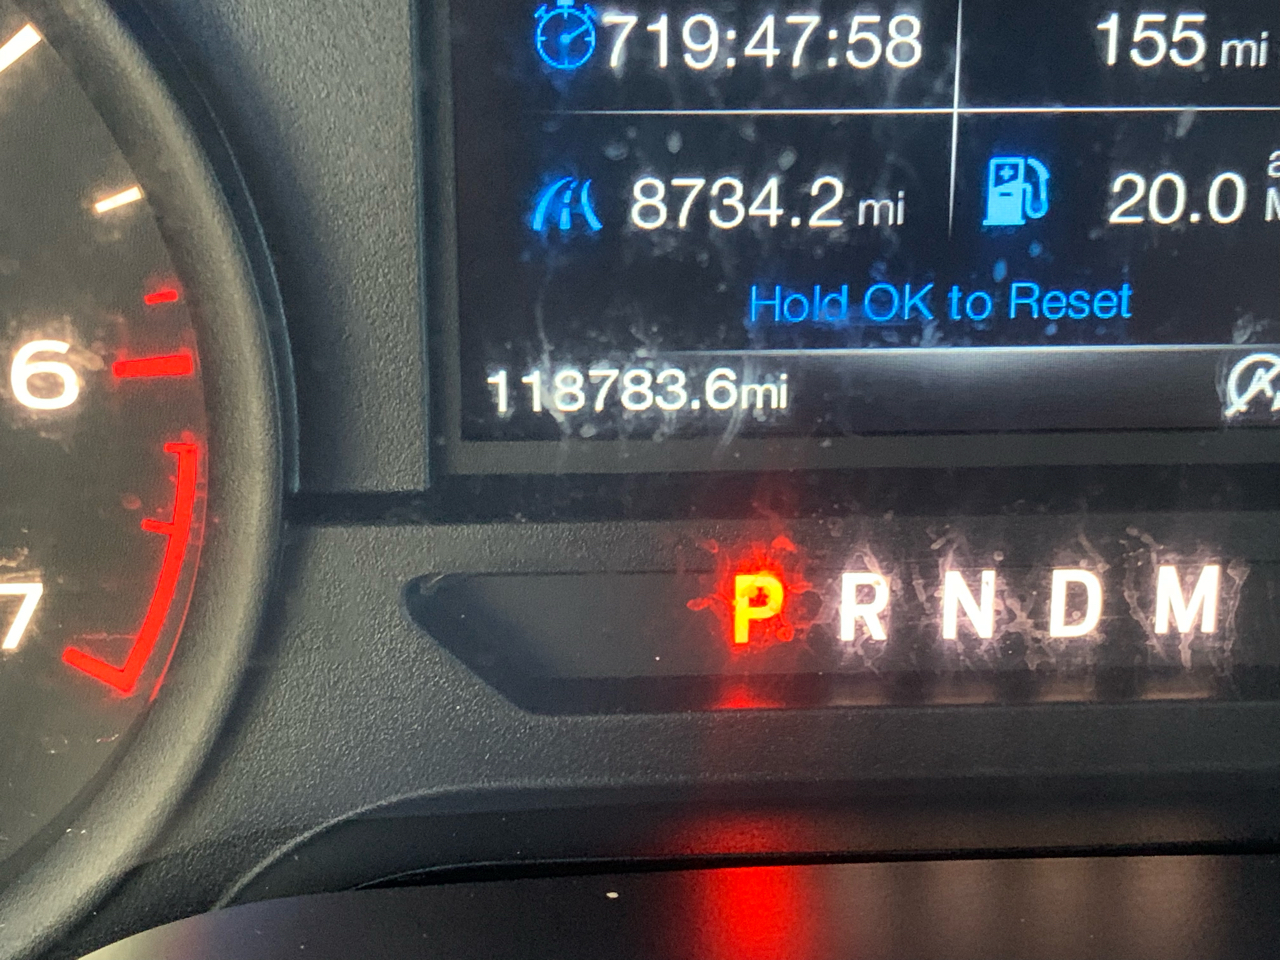 719:47:58
155 mi
8734.2 mi
20.0
Hold OK to Reset
118783.6mi
6
7
P R N D M